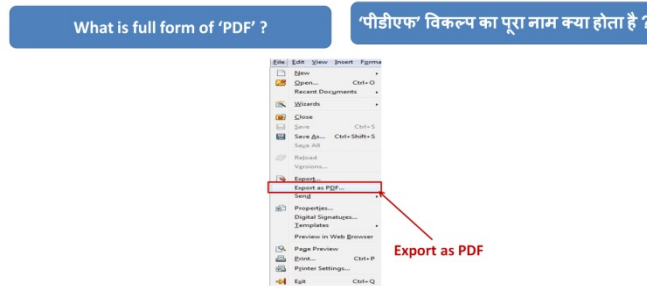 What is full form of ‘PDF’ ?
‘पीडीएफ’ विकल्प का पूरा नाम क्या होता है ?
File Edit View Insert Forma
New
Open... Ctrl+O
Recent Documents
Wizards
Close
Save Ctrl+S
Save As... Ctrl+Shift+S
Save All
Reload
Versions...
Export...
Export as PDF...
Send
Properties...
Digital Signatures...
Templates
Preview in Web Browser
Page Preview
Print... Ctrl+P
Printer Settings...
Exit Ctrl+Q
Export as PDF